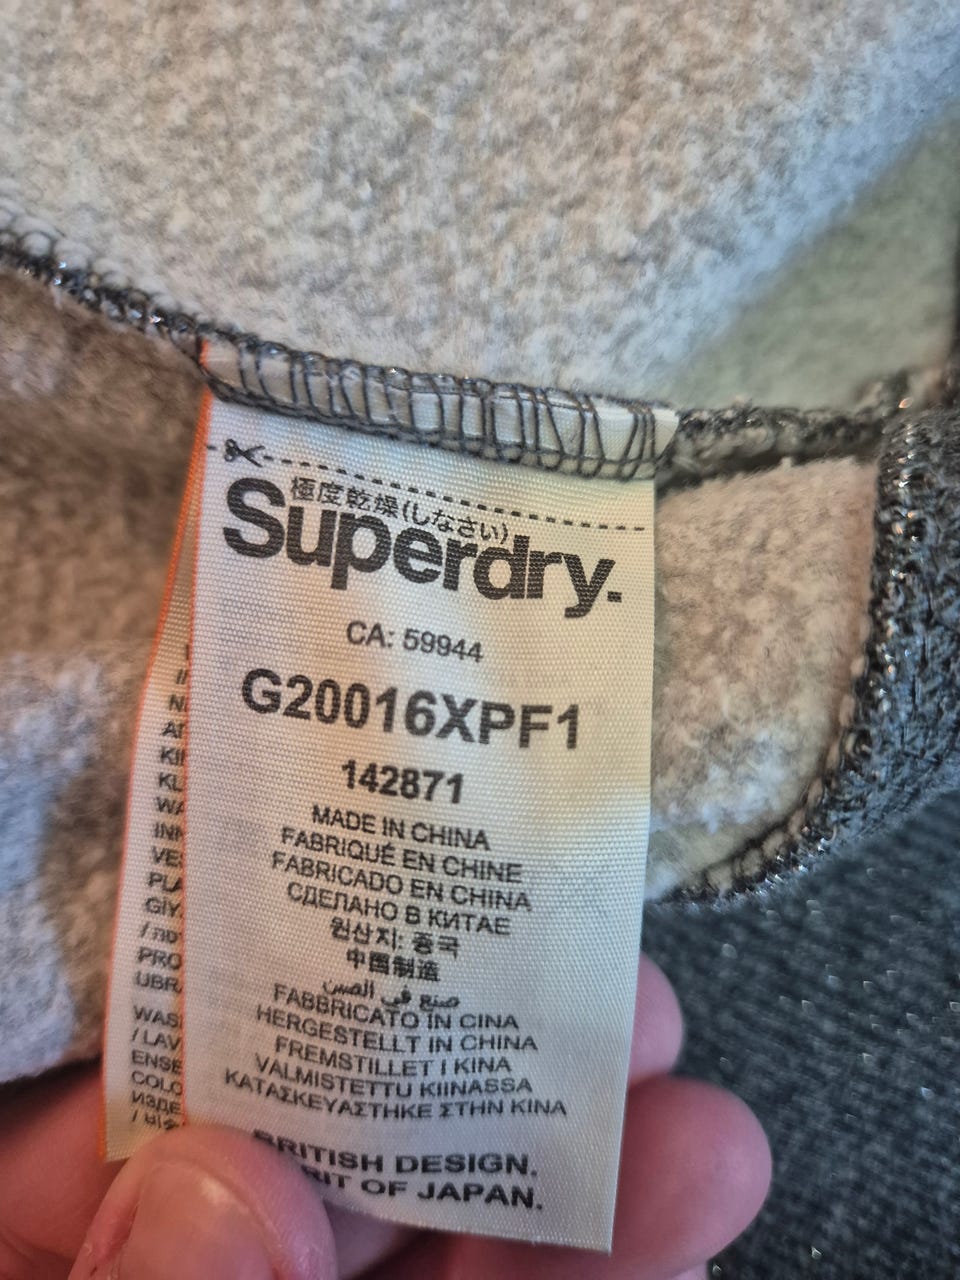 極度乾燥(しなさい)
Superdry.
CA: 59944
G20016XPF1
142871
MADE IN CHINA
FABRIQUÉ EN CHINE
FABRICADO EN CHINA
СДЕЛАНО В КИТАЕ
원산지: 중국
中国制造
صنع في الصين
FABBRICATO IN CINA
HERGESTELLT IN CHINA
FREMSTILLET I KINA
VALMISTETTU KIINASSA
ΚΑΤΑΣΚΕΥΑΣΤΗΚΕ ΣΤΗΝ ΚΙΝΑ
BRITISH DESIGN.
OF JAPAN.